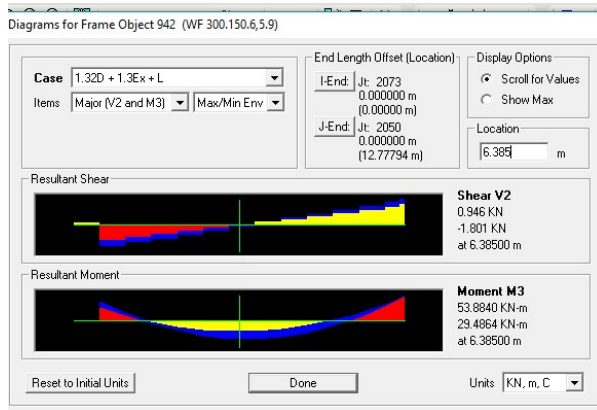 Diagrams for Frame Object 942 (WF 300.150.6,5.9)
Case 1.32D + 1.3Ex + L
Items Major (V2 and M3) Max/Min Env
End Length Offset (Location)
I-End: Jt: 2073
0.000000 m
(0.00000 m)
J-End: Jt: 2050
0.000000 m
(12.77794 m)
Display Options
Scroll for Values
Show Max
Location
6.385 m
Resultant Shear
Shear V2
0.946 KN
-1.801 KN
at 6.38500 m
Resultant Moment
Moment M3
53.8840 KN-m
29.4864 KN-m
at 6.38500 m
Reset to Initial Units Done Units KN, m, C